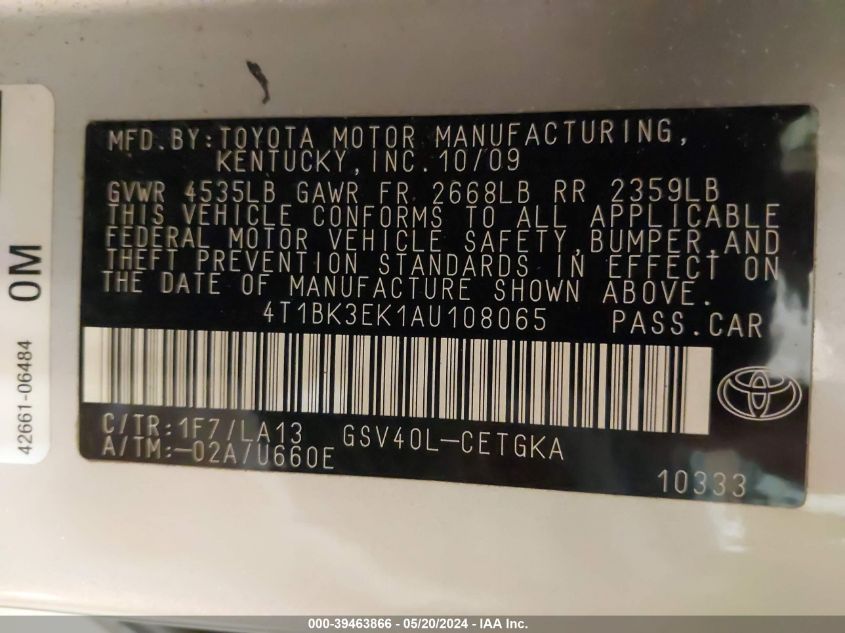 MFD. BY: TOYOTA MOTOR MANUFACTURING,
KENTUCKY, INC. 10/09
GVWR 4535LB GAWR FR 2668LB RR 2359LB
THIS VEHICLE CONFORMS TO ALL APPLICABLE
FEDERAL MOTOR VEHICLE SAFETY, BUMPER, AND
THEFT PREVENTION STANDARDS IN EFFECT ON
THE DATE OF MANUFACTURE SHOWN ABOVE.
4T1BK3EK1AU108065 PASS. CAR
C/TR: 1F7/LA13 GSV40L-CETGKA
A/TM: -02A/U660E
10333
0M
42661-06484
000-39463866 - 05/20/2024 - IAA Inc.